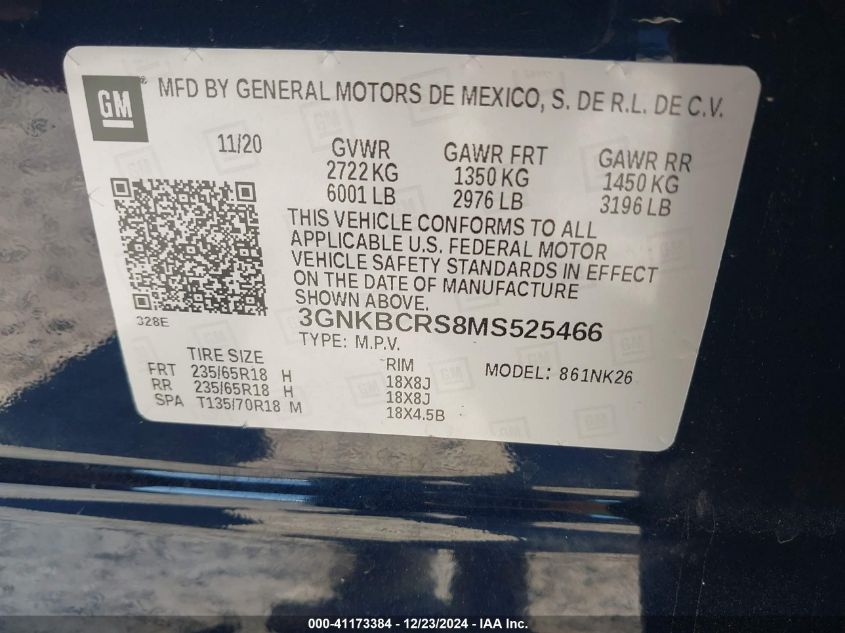 GM
MFD BY GENERAL MOTORS DE MEXICO, S. DE R.L. DE C.V.
11/20
GVWR
2722 KG
6001 LB
GAWR FRT
1350 KG
2976 LB
GAWR RR
1450 KG
3196 LB
THIS VEHICLE CONFORMS TO ALL
APPLICABLE U.S. FEDERAL MOTOR
VEHICLE SAFETY STANDARDS IN EFFECT
ON THE DATE OF MANUFACTURE
SHOWN ABOVE.
328E
3GNKBCRS8MS525466
TYPE: M.P.V.
TIRE SIZE
FRT 235/65R18 H
RR 235/65R18 H
SPA T135/70R18 M
RIM
18X8J
18X8J
18X4.5B
MODEL: 861NK26
000-41173384 - 12/23/2024 - IAA Inc.